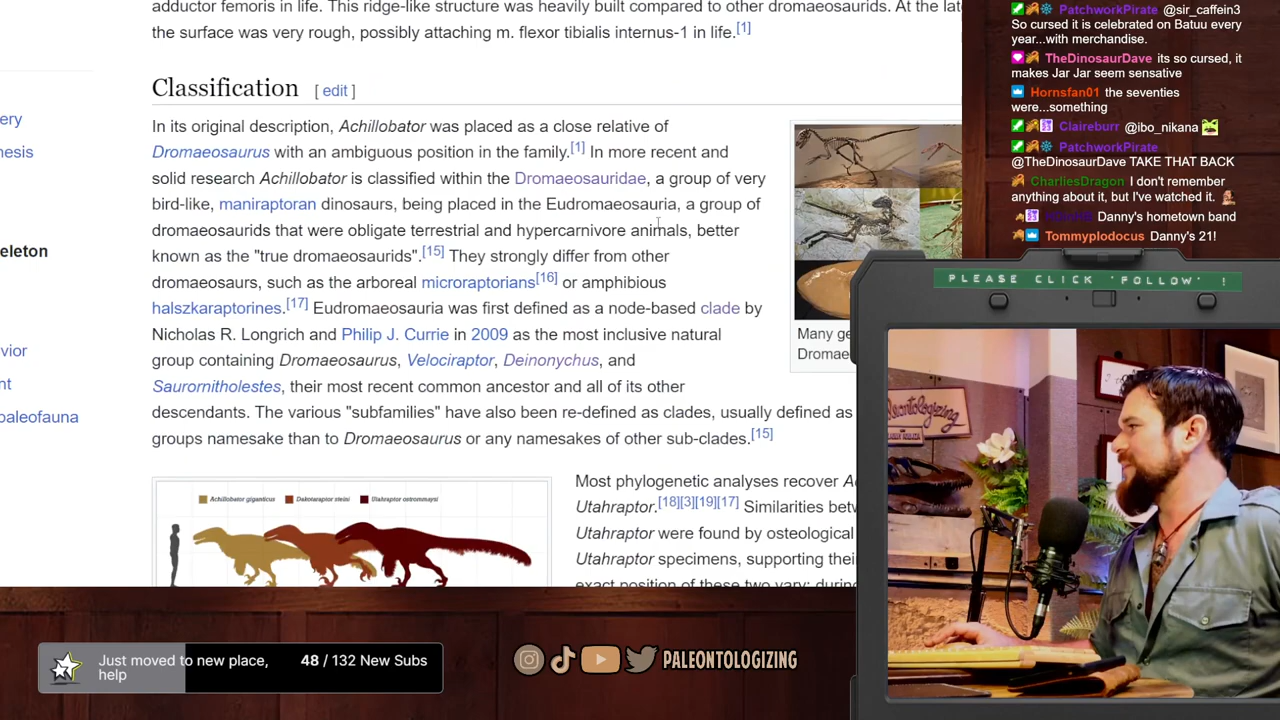 adductor femoris in life. This ridge-like structure was heavily built compared to other dromaeosaurids. At the late
the surface was very rough, possibly attaching m. flexor tibialis internus-1 in life.[1]
Classification [ edit ]
In its original description, Achillobator was placed as a close relative of
Dromaeosaurus with an ambiguous position in the family.[1] In more recent and
solid research Achillobator is classified within the Dromaeosauridae, a group of very
bird-like, maniraptoran dinosaurs, being placed in the Eudromaeosauria, a group of
dromaeosaurids that were obligate terrestrial and hypercarnivore animals, better
known as the "true dromaeosaurids".[15] They strongly differ from other
dromaeosaurs, such as the arboreal microraptorians[16] or amphibious
halszkaraptorines.[17] Eudromaeosauria was first defined as a node-based clade by
Nicholas R. Longrich and Philip J. Currie in 2009 as the most inclusive natural
group containing Dromaeosaurus, Velociraptor, Deinonychus, and
Saurornitholestes, their most recent common ancestor and all of its other
descendants. The various "subfamilies" have also been re-defined as clades, usually defined as
groups namesake than to Dromaeosaurus or any namesakes of other sub-clades.[15]
Many ge
Dromae
Achillobator giganticus Dakotaraptor steini Utahraptor ostrommaysi
Most phylogenetic analyses recover A
Utahraptor.[18][3][19][17] Similarities betw
Utahraptor were found by osteological
Utahraptor specimens, supporting their
exact position of these two vary; during
ery
nesis
eleton
vior
nt
paleofauna
PatchworkPirate @sir_caffein3
So cursed it is celebrated on Batuu every
year...with merchandise.
TheDinosaurDave its so cursed, it
makes Jar Jar seem sensative
Hornsfan01 the seventies
were...something
Claireburr @ibo_nikana
PatchworkPirate
@TheDinosaurDave TAKE THAT BACK
CharliesDragon I don't remember
anything about it, but I've watched it.
Danny's hometown band
Tommyplodocus Danny's 21!
PLEASE CLICK 'FOLLOW' !
Paleontologizing
Just moved to new place,
help
48 / 132 New Subs
PALEONTOLOGIZING